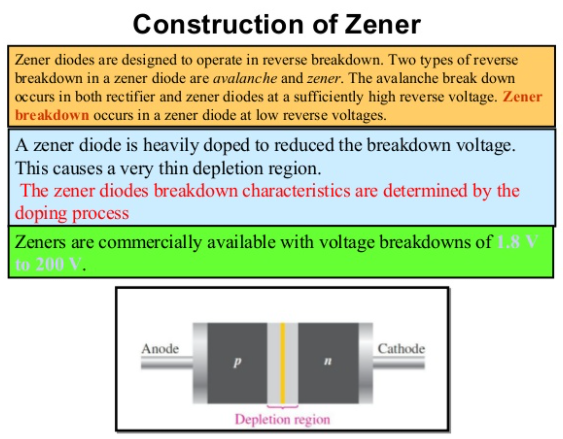 Construction of Zener
Zener diodes are designed to operate in reverse breakdown. Two types of reverse
breakdown in a zener diode are avalanche and zener. The avalanche break down
occurs in both rectifier and zener diodes at a sufficiently high reverse voltage. Zener
breakdown occurs in a zener diode at low reverse voltages.
A zener diode is heavily doped to reduced the breakdown voltage.
This causes a very thin depletion region.
The zener diodes breakdown characteristics are determined by the
doping process
Zeners are commercially available with voltage breakdowns of 1.8 V
to 200 V.
Anode
p
n
Cathode
Depletion region